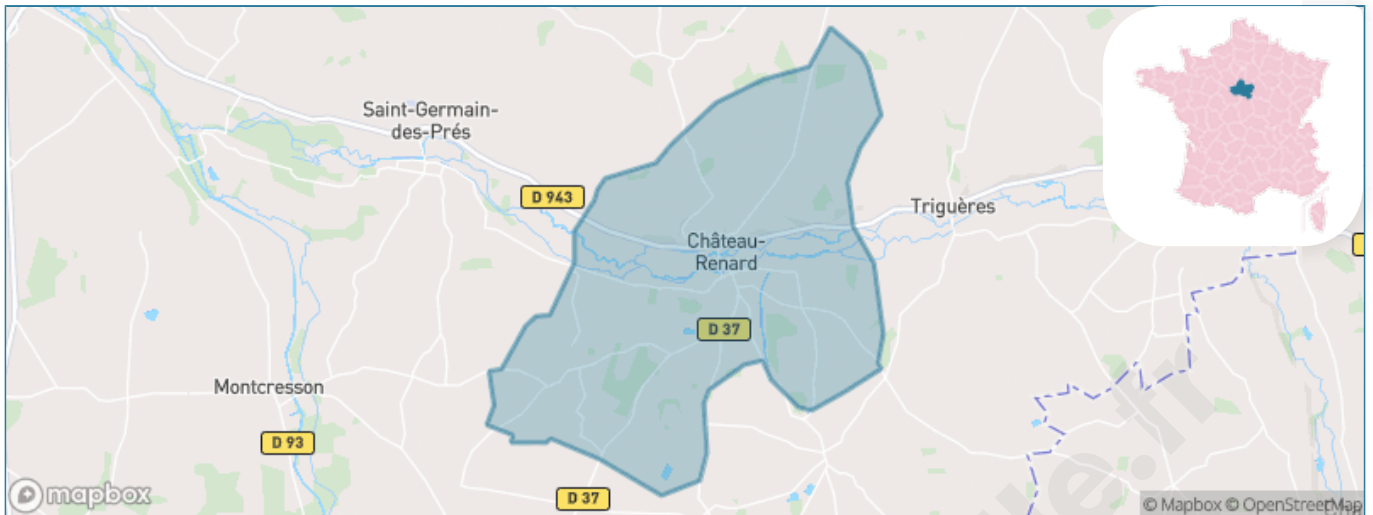 Saint-Germain-
des-Prés
D 943
Triguères
Château-
Renard
D 37
Montcresson
D 93
D 37
mapbox
© Mapbox © OpenStreetMap